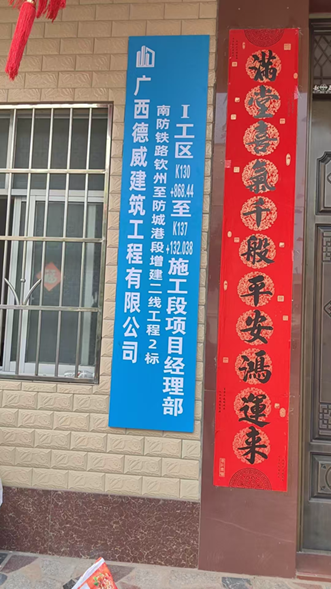 广西德威建筑工程有限公司
南防铁路钦州至防城港段增建二线工程2标
I工区K130+868.44至K137+132.038施工段项目经理部
满堂喜氣千般平安鴻運来